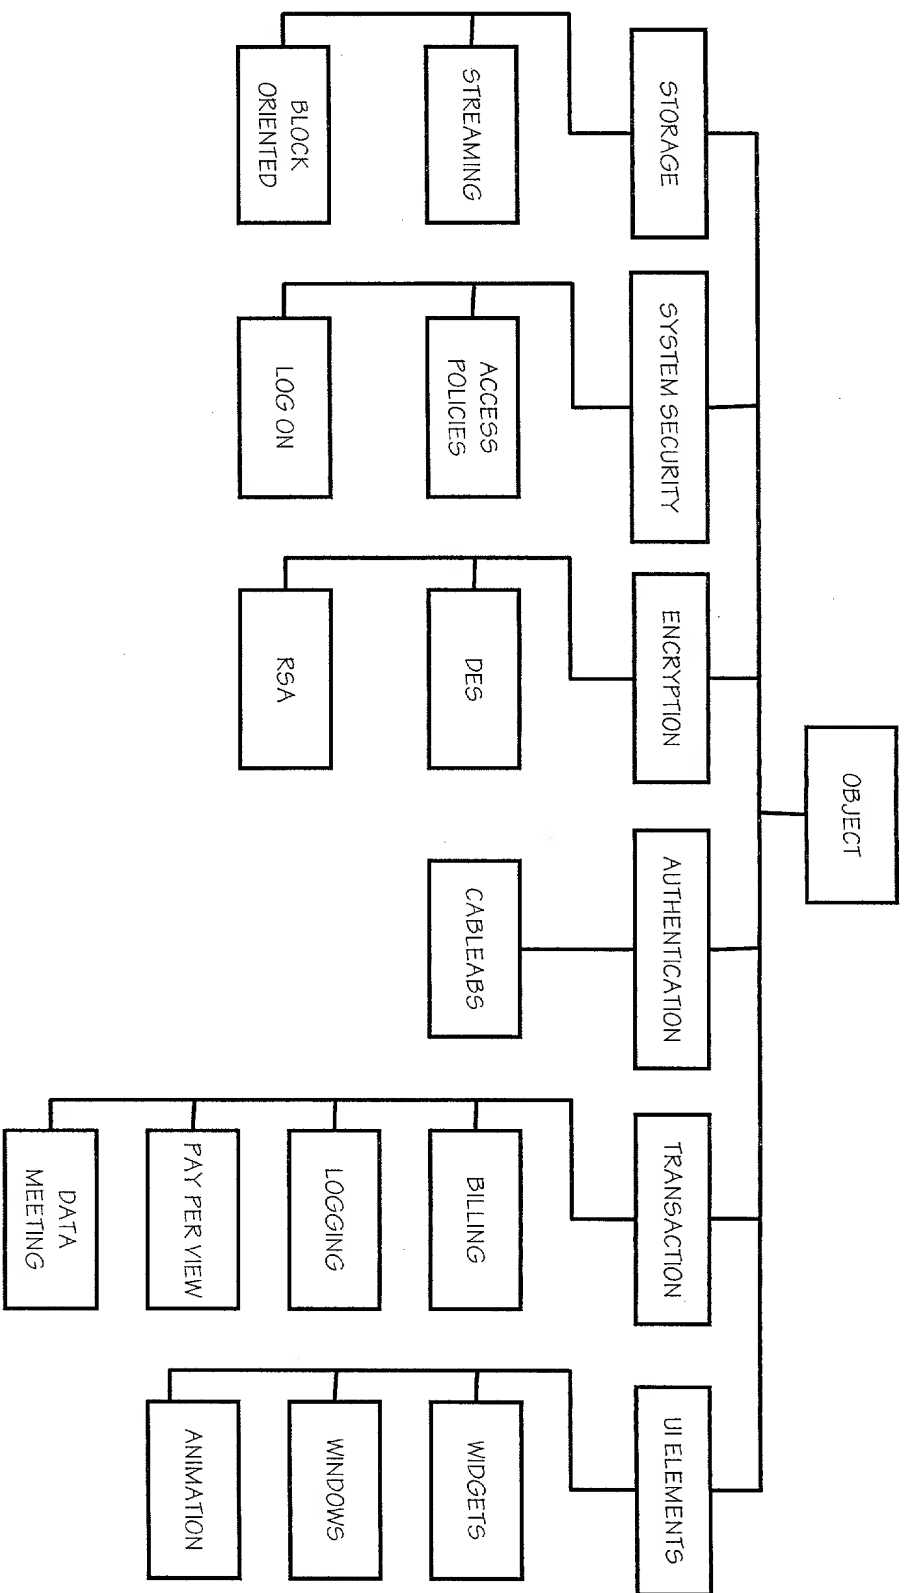 OBJECT
STORAGE
SYSTEM SECURITY
ENCRYPTION
AUTHENTICATION
TRANSACTION
UI ELEMENTS
STREAMING
ACCESS
POLICIES
DES
CABLEABS
BILLING
WIDGETS
BLOCK
ORIENTED
LOG ON
RSA
LOGGING
WINDOWS
PAY PER VIEW
ANIMATION
DATA
MEETING